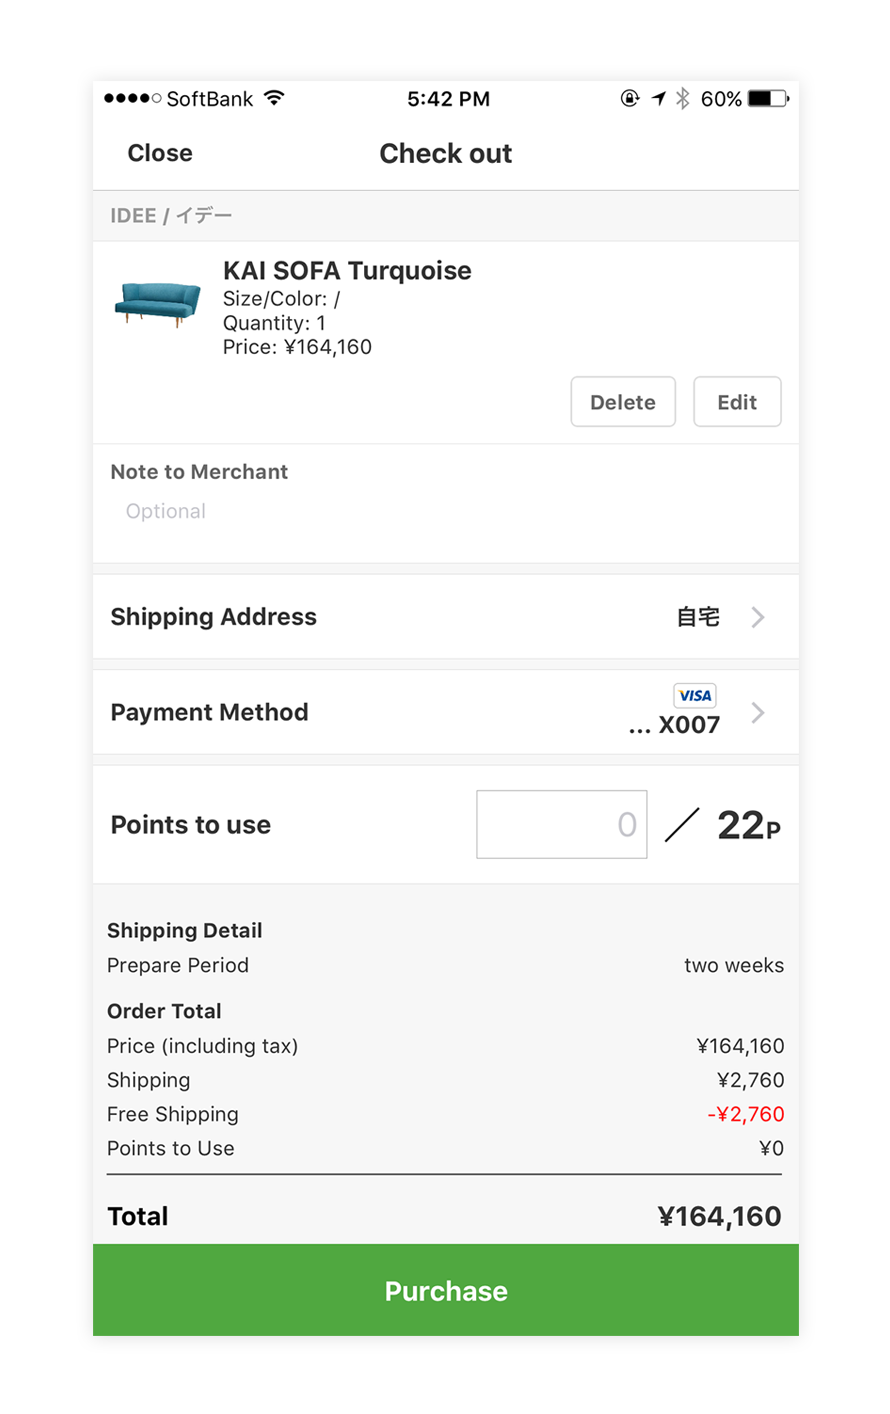 SoftBank 5:42 PM 60%
Close Check out
IDEE / イデー
KAI SOFA Turquoise
Size/Color: /
Quantity: 1
Price: ¥164,160
Delete Edit
Note to Merchant
Optional
Shipping Address 自宅
VISA
Payment Method ... X007
Points to use 0 / 22P
Shipping Detail
Prepare Period two weeks
Order Total
Price (including tax) ¥164,160
Shipping ¥2,760
Free Shipping -¥2,760
Points to Use ¥0
Total ¥164,160
Purchase